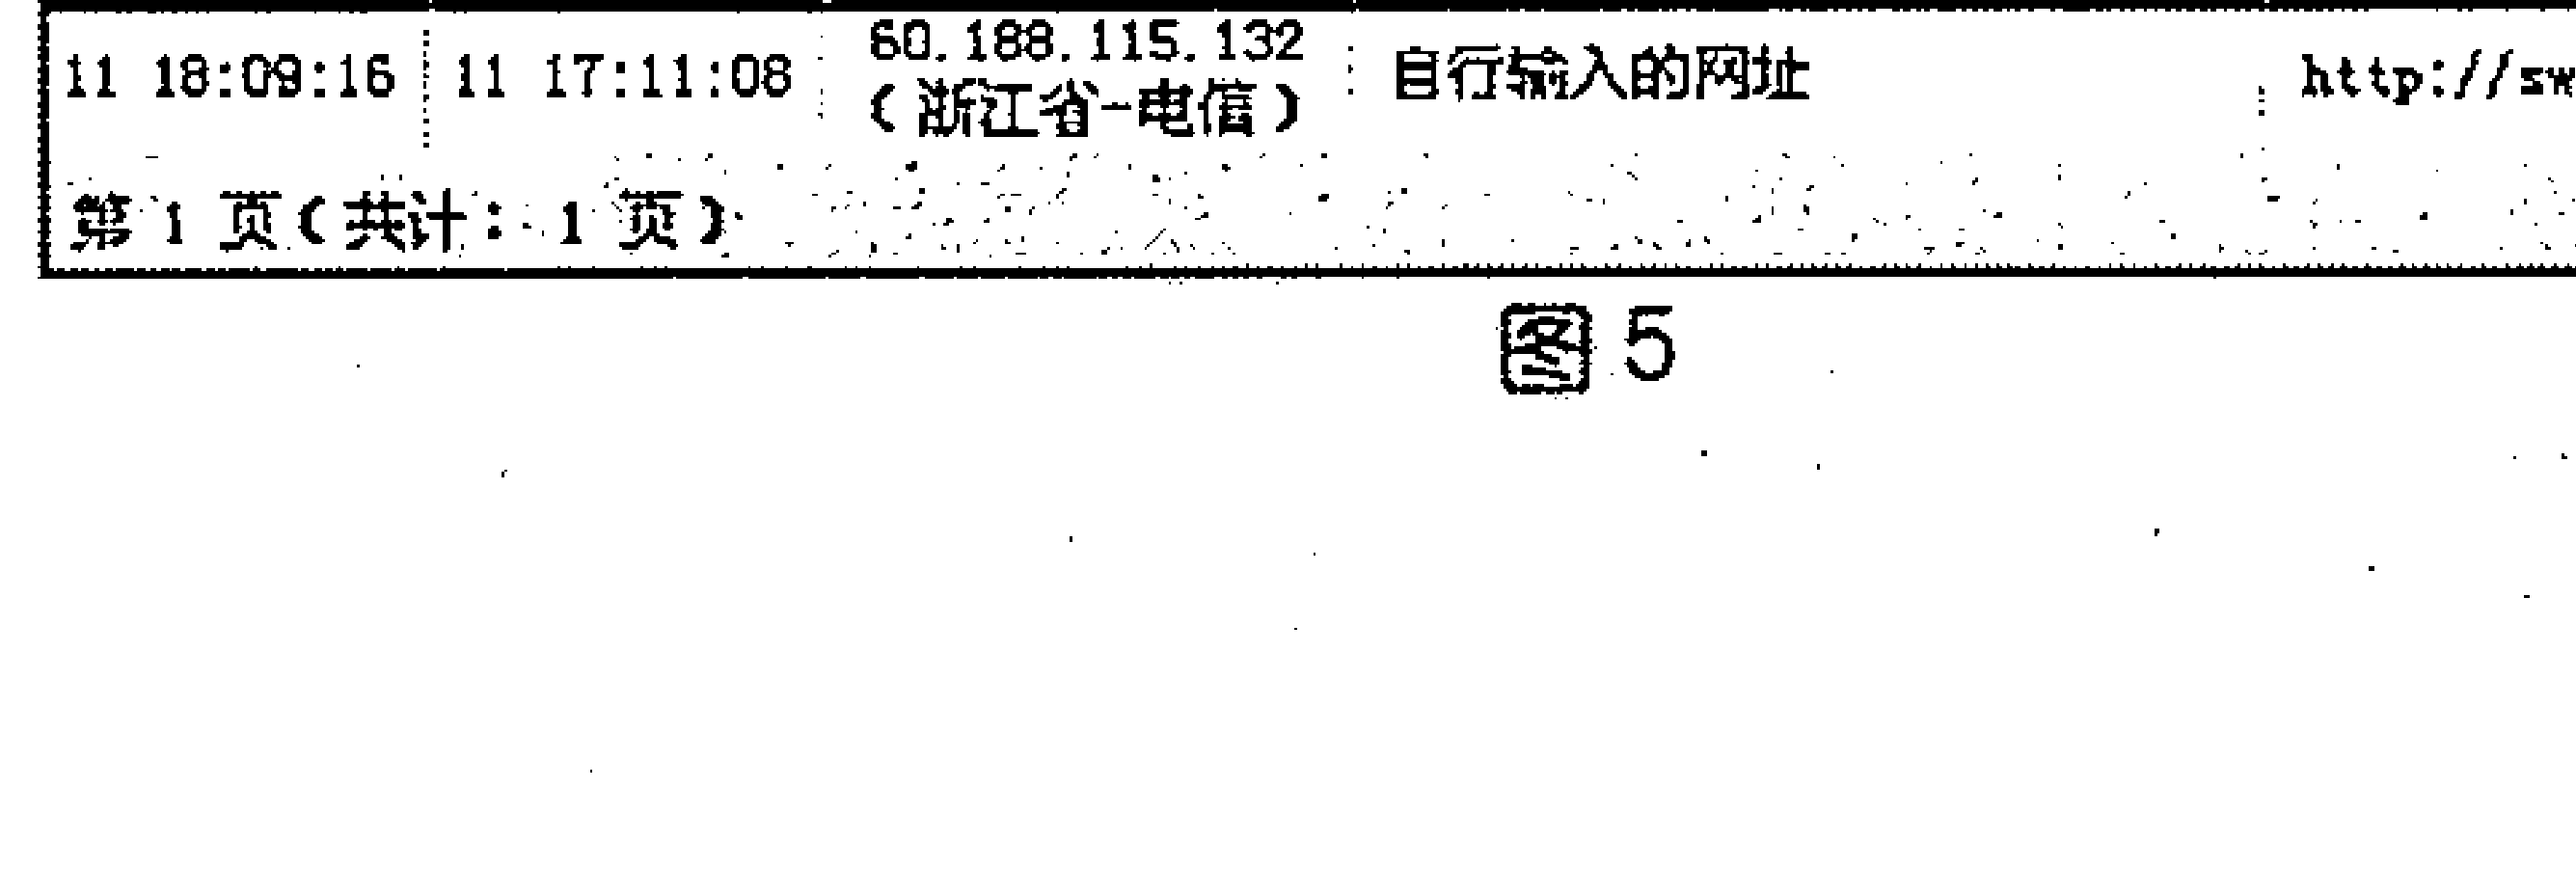 60.188.115.132
11 18:09:16 11 17:11:08 (浙江省-电信) 自行输入的网址 http://sw
第 1 页(共计: 1 页)
图 5